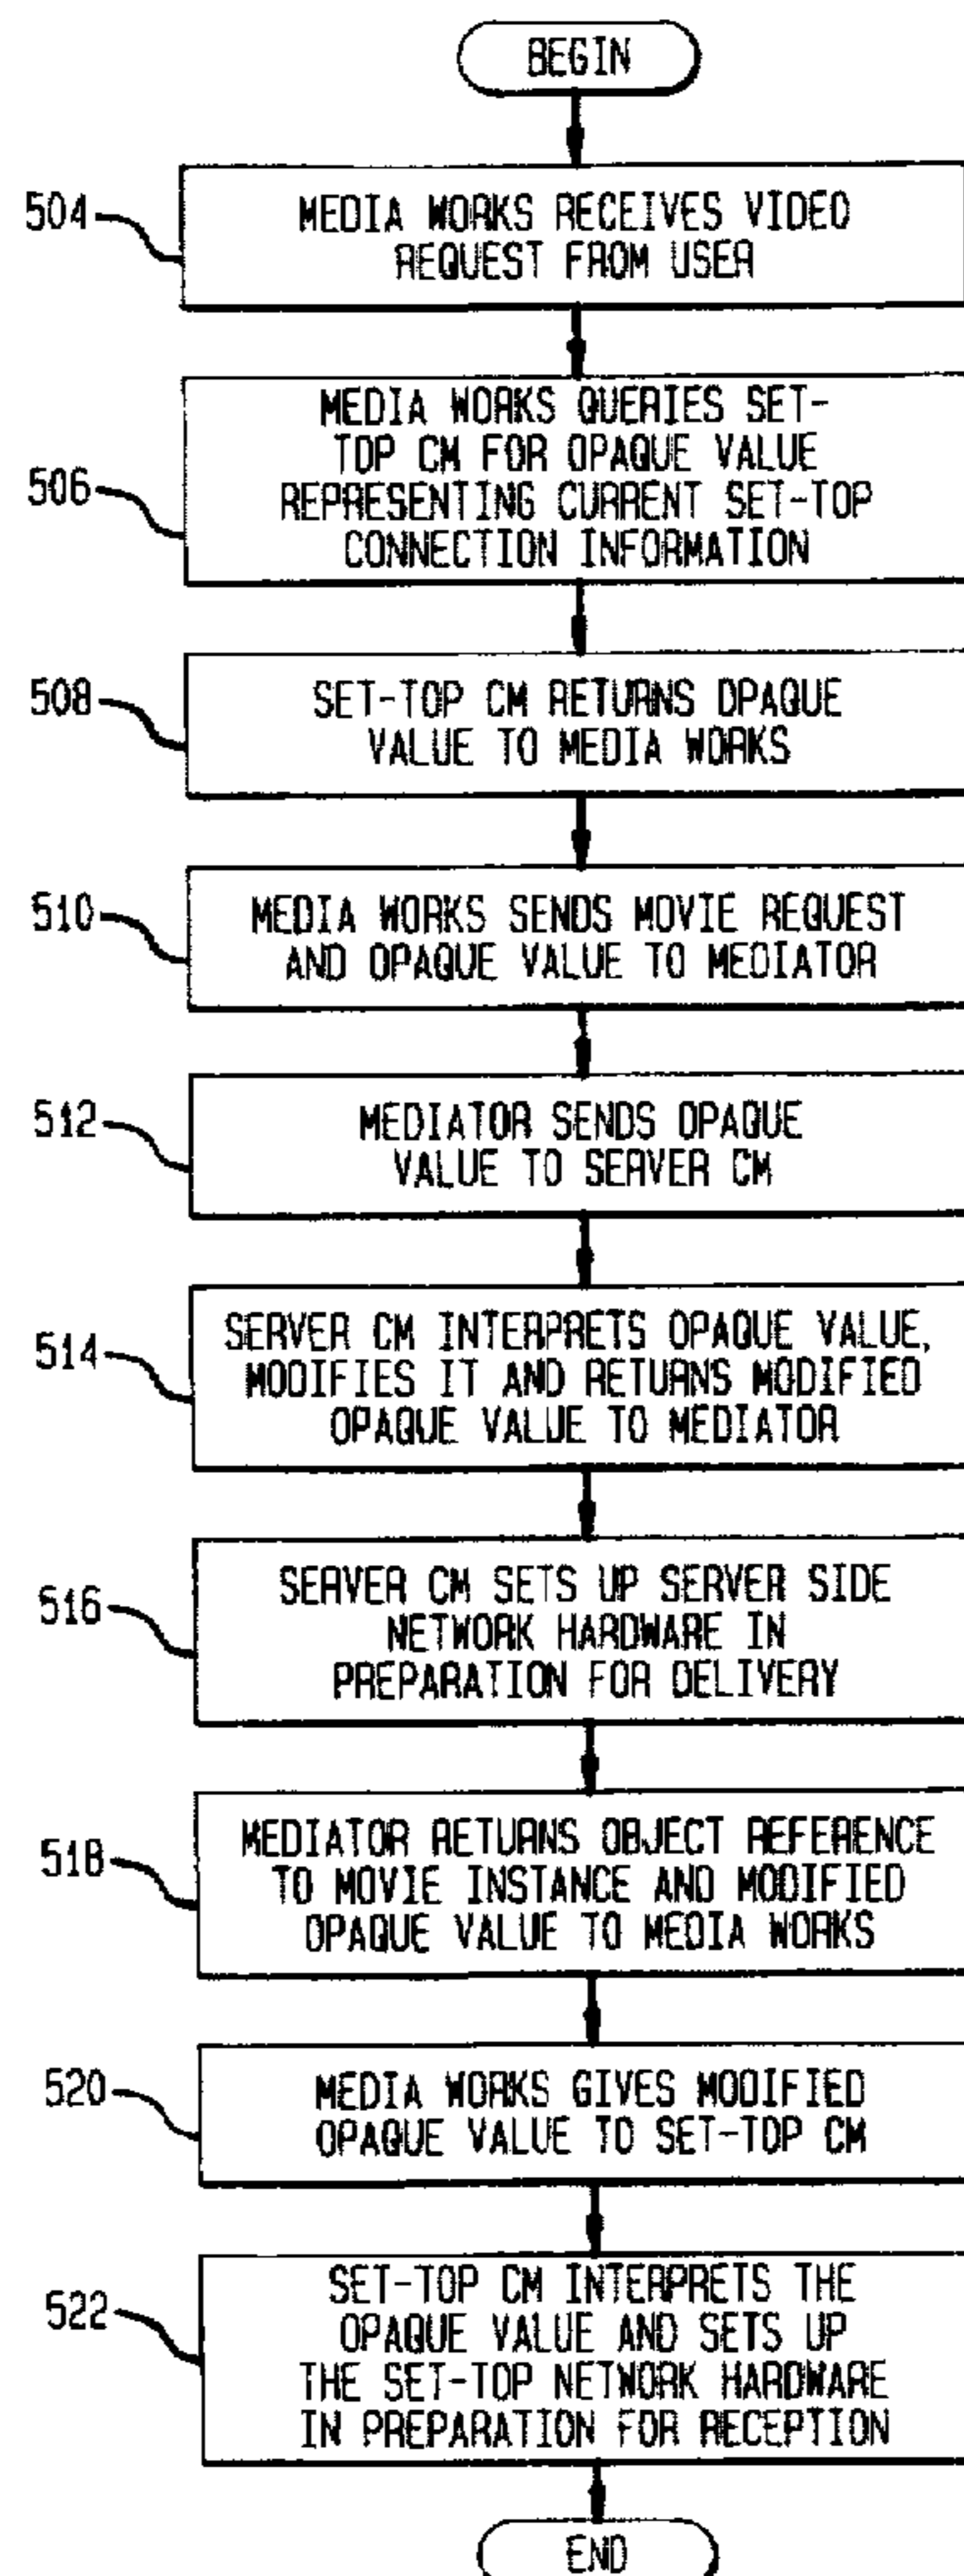 BEGIN
504
MEDIA WORKS RECEIVES VIDEO
REQUEST FROM USER
506
MEDIA WORKS QUERIES SET-
TOP CM FOR OPAQUE VALUE
REPRESENTING CURRENT SET-TOP
CONNECTION INFORMATION
508
SET-TOP CM RETURNS OPAQUE
VALUE TO MEDIA WORKS
510
MEDIA WORKS SENDS MOVIE REQUEST
AND OPAQUE VALUE TO MEDIATOR
512
MEDIATOR SENDS OPAQUE
VALUE TO SERVER CM
514
SERVER CM INTERPRETS OPAQUE VALUE,
MODIFIES IT AND RETURNS MODIFIED
OPAQUE VALUE TO MEDIATOR
516
SERVER CM SETS UP SERVER SIDE
NETWORK HARDWARE IN
PREPARATION FOR DELIVERY
518
MEDIATOR RETURNS OBJECT REFERENCE
TO MOVIE INSTANCE AND MODIFIED
OPAQUE VALUE TO MEDIA WORKS
520
MEDIA WORKS GIVES MODIFIED
OPAQUE VALUE TO SET-TOP CM
522
SET-TOP CM INTERPRETS THE
OPAQUE VALUE AND SETS UP
THE SET-TOP NETWORK HARDWARE
IN PREPARATION FOR RECEPTION
END